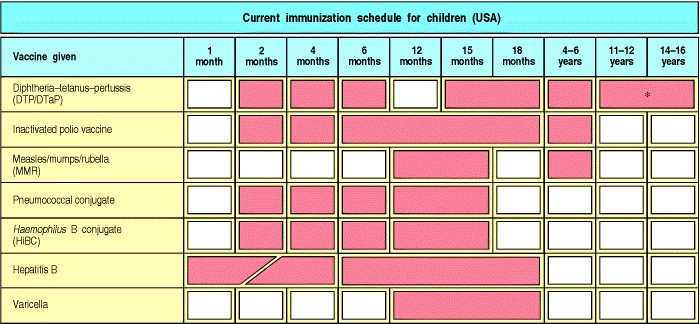 Current immunization schedule for children (USA)
Vaccine given
1 month
2 months
4 months
6 months
12 months
15 months
18 months
4–6 years
11–12 years
14–16 years
Diphtheria–tetanus–pertussis
(DTP/DTaP)
*
Inactivated polio vaccine
Measles/mumps/rubella
(MMR)
Pneumococcal conjugate
Haemophilus B conjugate
(HiBC)
Hepatitis B
Varicella